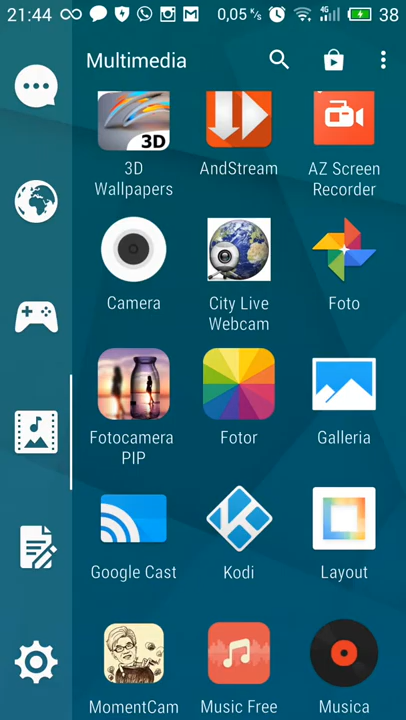 21:44 0,05 K/s 4G 38
Multimedia
3D
3D
Wallpapers
AndStream
AZ Screen
Recorder
Camera
City Live
Webcam
Foto
Fotocamera
PIP
Fotor
Galleria
Google Cast
Kodi
Layout
MomentCam
Music Free
Musica